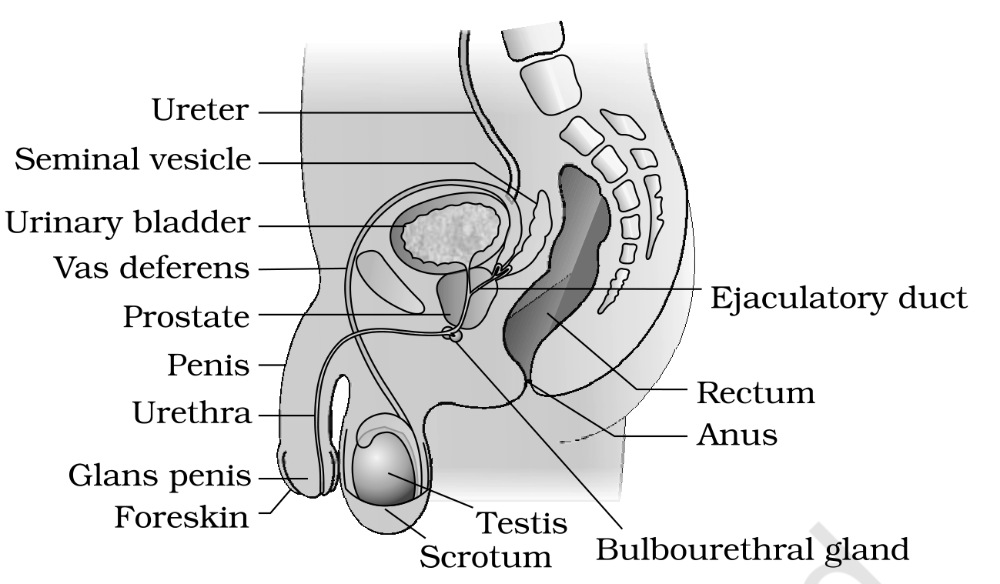 Ureter
Seminal vesicle
Urinary bladder
Vas deferens
Prostate
Penis
Urethra
Glans penis
Foreskin
Ejaculatory duct
Rectum
Anus
Testis
Scrotum
Bulbourethral gland